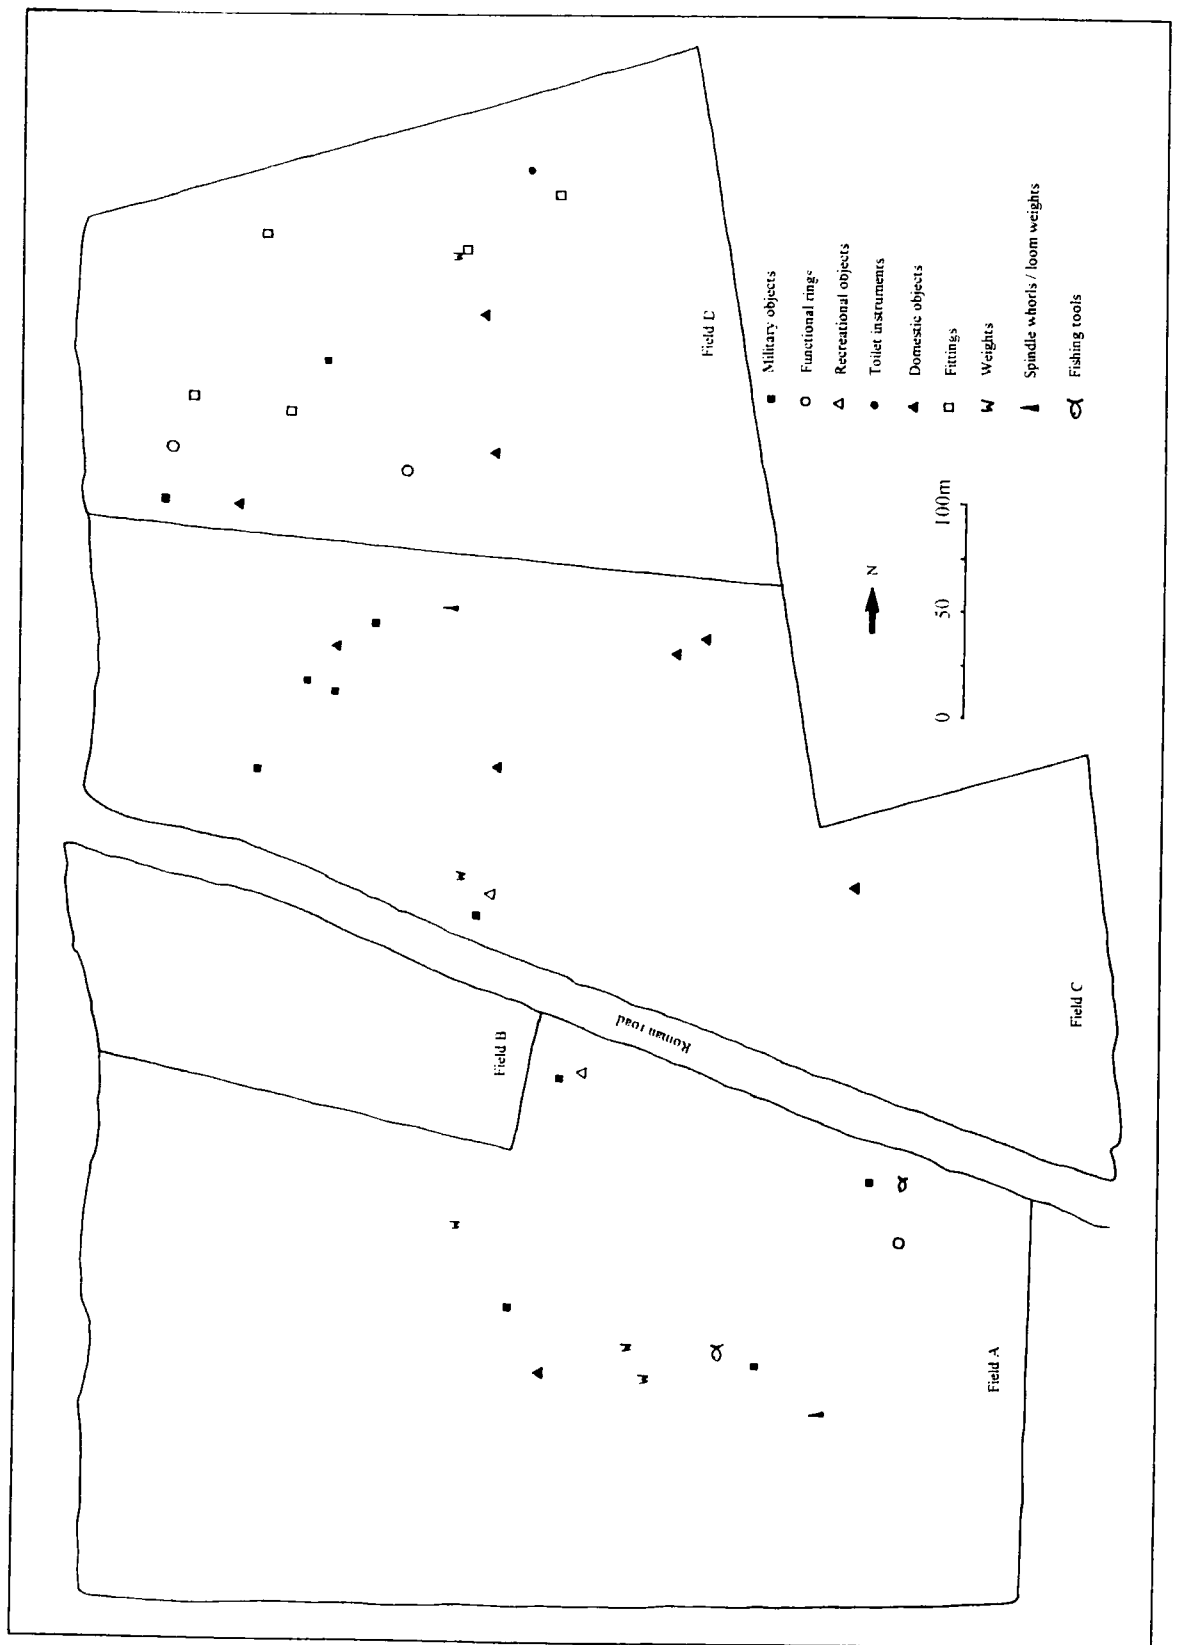 Field D
Military objects
Functional rings
Recreational objects
Toilet instruments
Domestic objects
Fittings
Weights
Spindle whorls / loom weights
Fishing tools
N
0 50 100m
Field B
Roman road
Field C
Field A